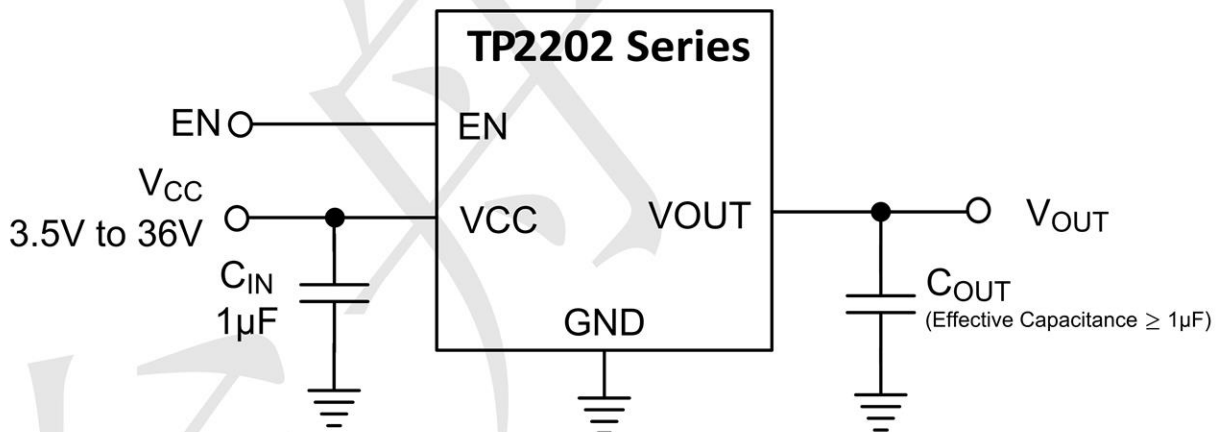 TP2202 Series
EN
EN
VCC
3.5V to 36V
VCC
VOUT
VOUT
CIN
1µF
GND
COUT
(Effective Capacitance ≥ 1µF)